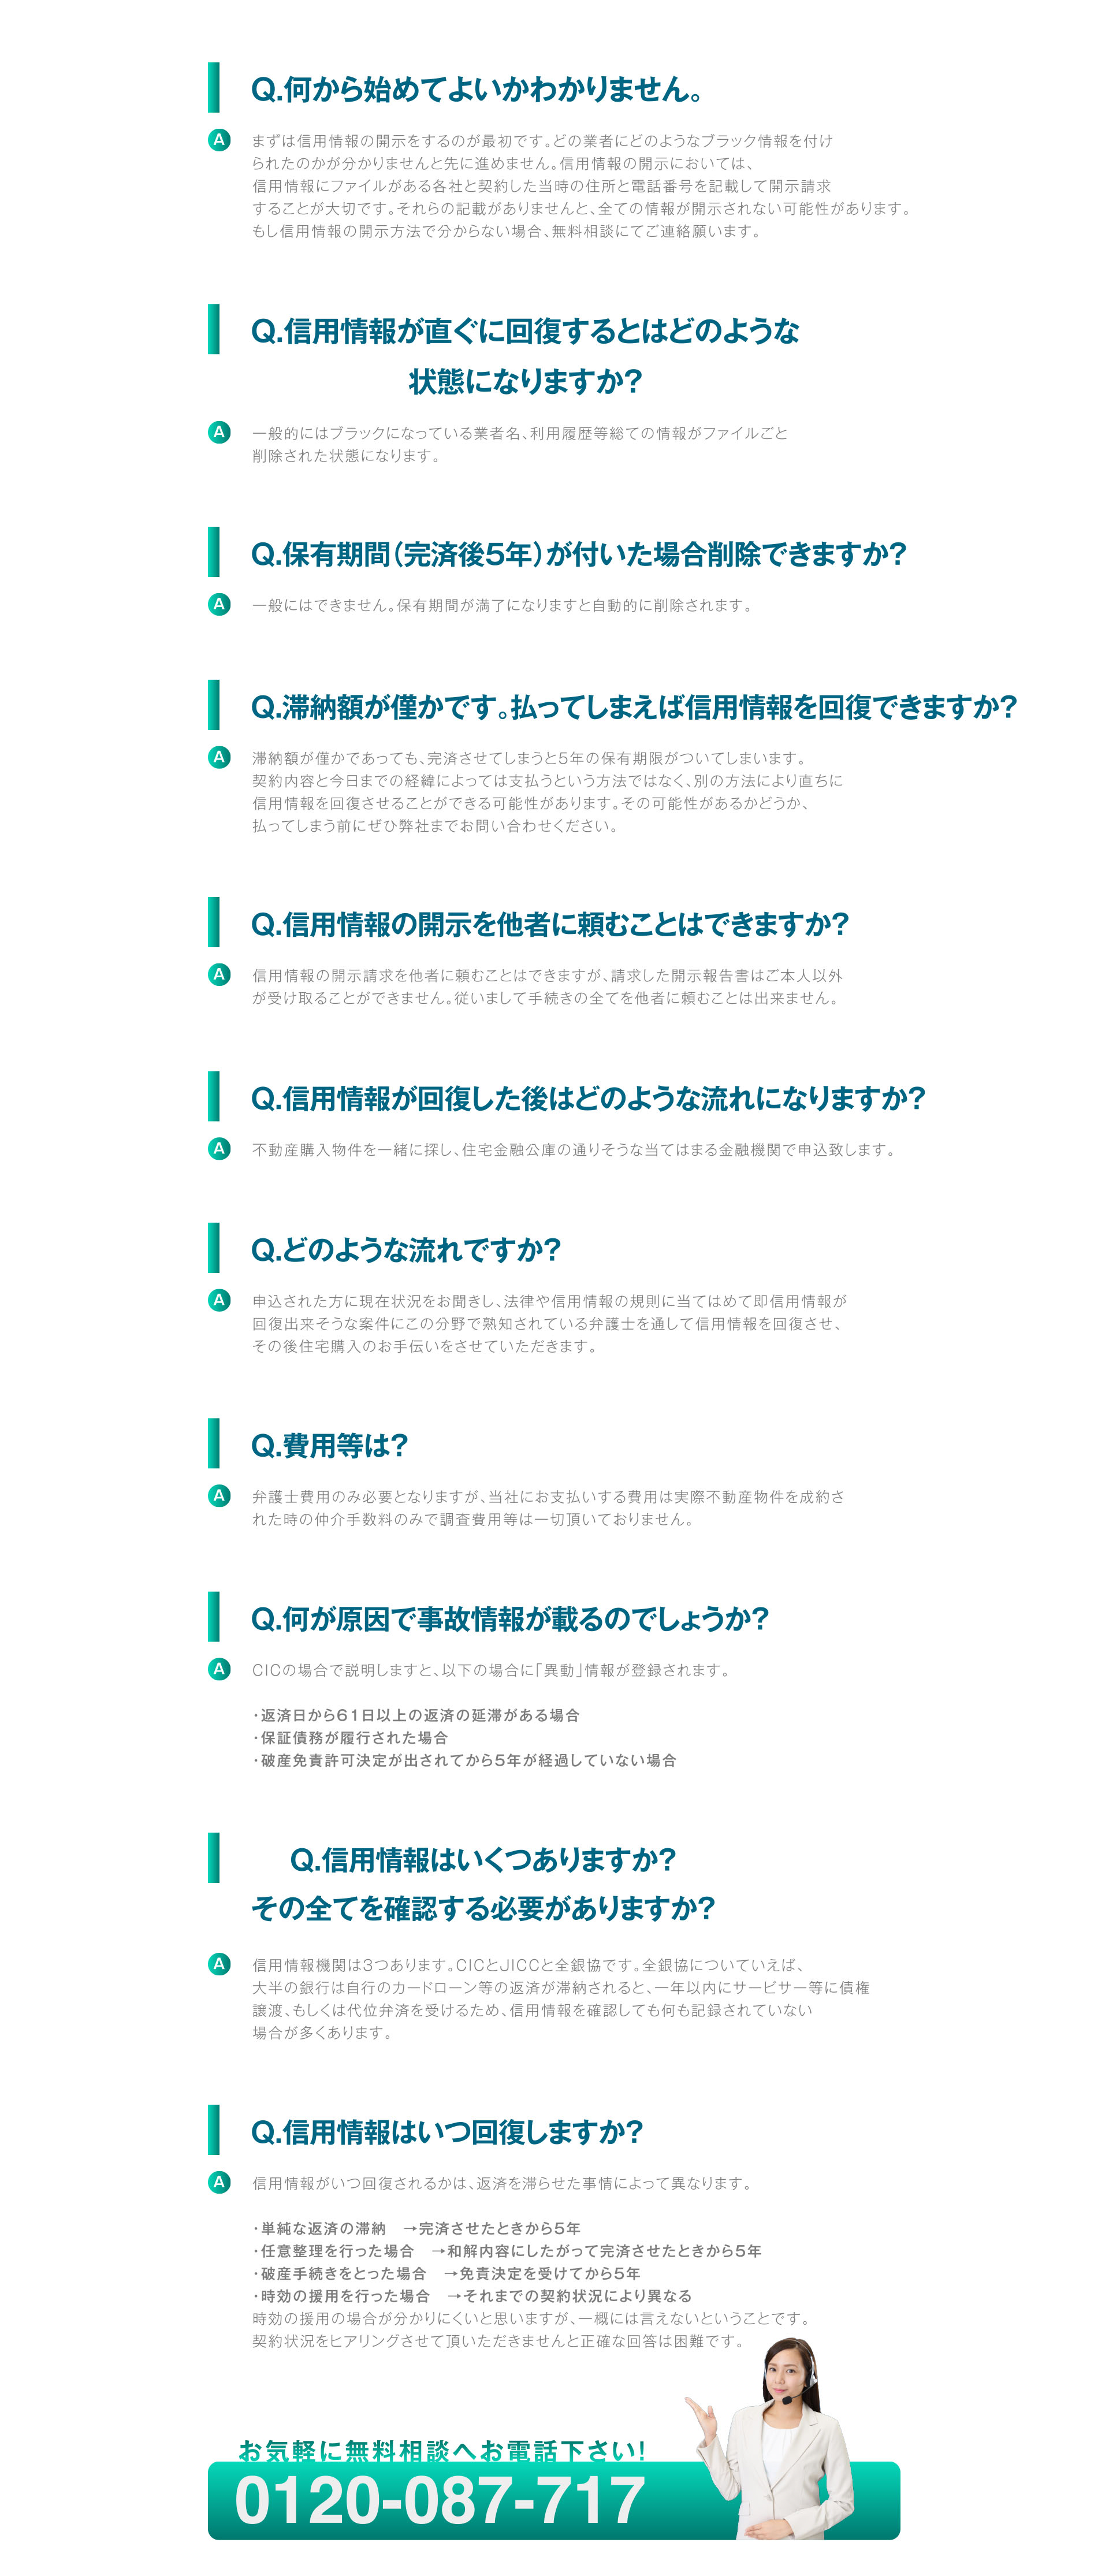 Q.何から始めてよいかわかりません。
A まずは信用情報の開示をするのが最初です。どの業者にどのようなブラック情報を付け
られたのかが分かりませんと先に進めません。信用情報の開示においては、
信用情報にファイルがある各社と契約した当時の住所と電話番号を記載して開示請求
することが大切です。それらの記載がありませんと、全ての情報が開示されない可能性があります。
もし信用情報の開示方法で分からない場合、無料相談にてご連絡願います。
Q.信用情報が直ぐに回復するとはどのような
状態になりますか?
A 一般的にはブラックになっている業者名、利用履歴等総ての情報がファイルごと
削除された状態になります。
Q.保有期間(完済後5年)が付いた場合削除できますか?
A 一般にはできません。保有期間が満了になりますと自動的に削除されます。
Q.滞納額が僅かです。払ってしまえば信用情報を回復できますか?
A 滞納額が僅かであっても、完済させてしまうと5年の保有期限がついてしまいます。
契約内容と今日までの経緯によっては支払うという方法ではなく、別の方法により直ちに
信用情報を回復させることができる可能性があります。その可能性があるかどうか、
払ってしまう前にぜひ弊社までお問い合わせください。
Q.信用情報の開示を他者に頼むことはできますか?
A 信用情報の開示請求を他者に頼むことはできますが、請求した開示報告書はご本人以外
が受け取ることができません。従いまして手続きの全てを他者に頼むことは出来ません。
Q.信用情報が回復した後はどのような流れになりますか?
A 不動産購入物件を一緒に探し、住宅金融公庫の通りそうな当てはまる金融機関で申込致します。
Q.どのような流れですか?
A 申込された方に現在状況をお聞きし、法律や信用情報の規則に当てはめて即信用情報が
回復出来そうな案件にこの分野で熟知されている弁護士を通して信用情報を回復させ、
その後住宅購入のお手伝いをさせていただきます。
Q.費用等は?
A 弁護士費用のみ必要となりますが、当社にお支払いする費用は実際不動産物件を成約さ
れた時の仲介手数料のみで調査費用等は一切頂いておりません。
Q.何が原因で事故情報が載るのでしょうか?
A CICの場合で説明しますと、以下の場合に「異動」情報が登録されます。
・返済日から61日以上の返済の延滞がある場合
・保証債務が履行された場合
・破産免責許可決定が出されてから5年が経過していない場合
Q.信用情報はいくつありますか?
その全てを確認する必要がありますか?
A 信用情報機関は3つあります。CICとJICCと全銀協です。全銀協についていえば、
大半の銀行は自行のカードローン等の返済が滞納されると、一年以内にサービサー等に債権
譲渡、もしくは代位弁済を受けるため、信用情報を確認しても何も記録されていない
場合が多くあります。
Q.信用情報はいつ回復しますか?
A 信用情報がいつ回復されるかは、返済を滞らせた事情によって異なります。
・単純な返済の滞納 →完済させたときから5年
・任意整理を行った場合 →和解内容にしたがって完済させたときから5年
・破産手続きをとった場合 →免責決定を受けてから5年
・時効の援用を行った場合 →それまでの契約状況により異なる
時効の援用の場合が分かりにくいと思いますが、一概には言えないということです。
契約状況をヒアリングさせて頂いただきませんと正確な回答は困難です。
お気軽に無料相談へお電話下さい!
0120-087-717